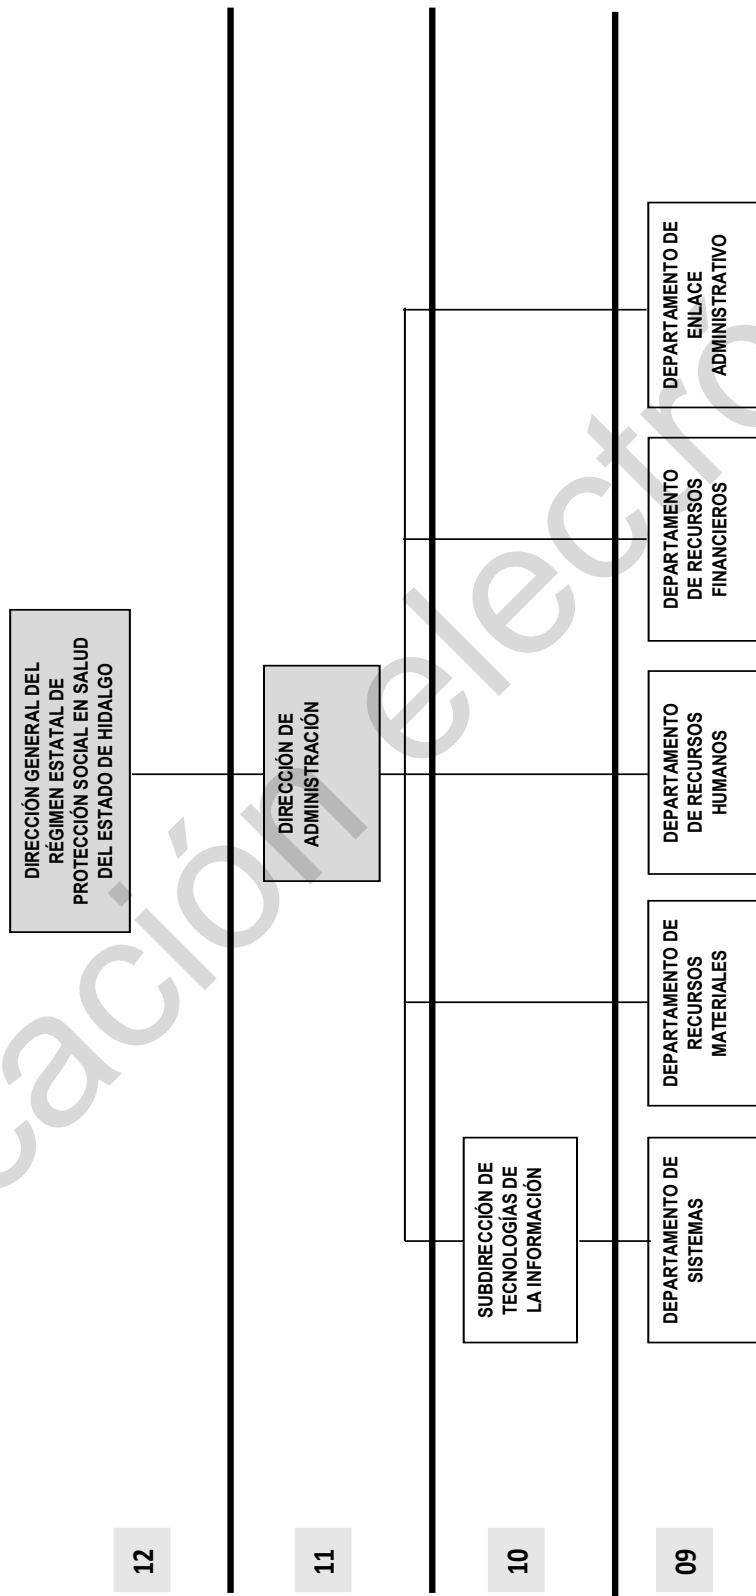 12
DIRECCIÓN GENERAL DEL
RÉGIMEN ESTATAL DE
PROTECCIÓN SOCIAL EN SALUD
DEL ESTADO DE HIDALGO
11
DIRECCIÓN DE
ADMINISTRACIÓN
10
SUBDIRECCIÓN DE
TECNOLOGÍAS DE
LA INFORMACIÓN
09
DEPARTAMENTO DE
SISTEMAS
DEPARTAMENTO DE
RECURSOS
MATERIALES
DEPARTAMENTO
DE RECURSOS
HUMANOS
DEPARTAMENTO
DE RECURSOS
FINANCIEROS
DEPARTAMENTO DE
ENLACE
ADMINISTRATIVO
cación electró